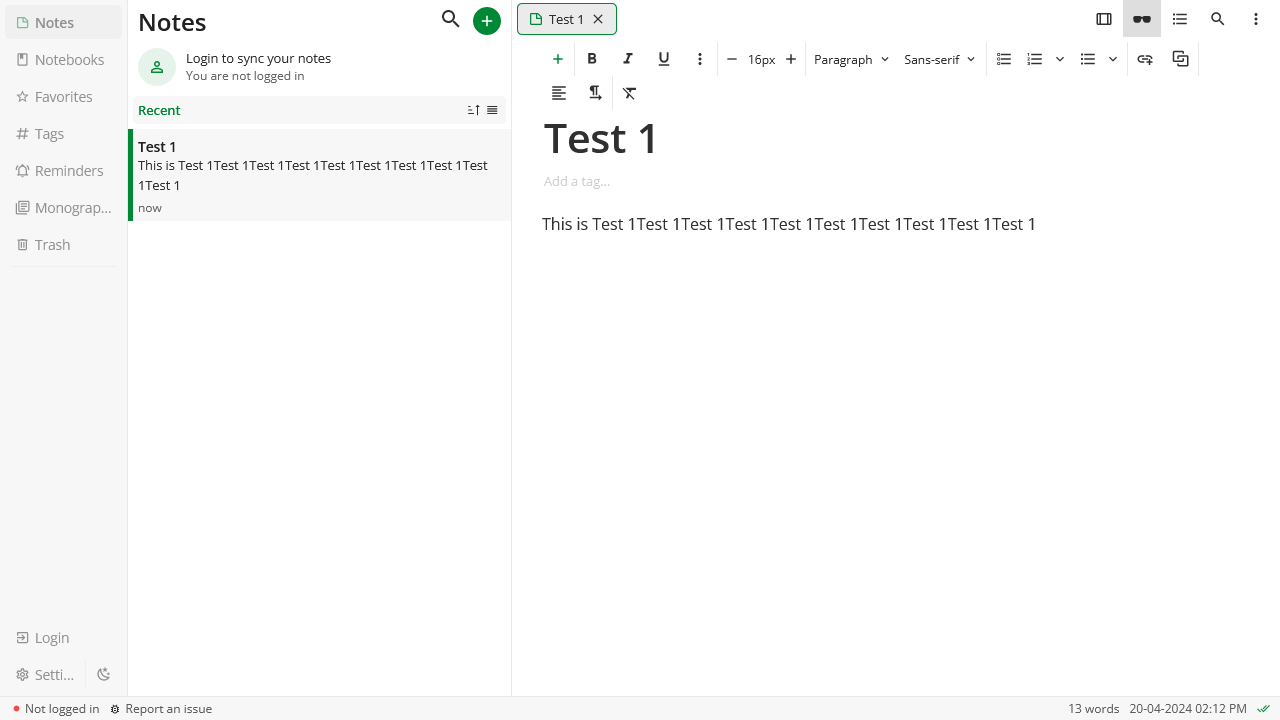 Notes
Notebooks
Favorites
Tags
Reminders
Monograp...
Trash
Login
Setti...
Notes
Login to sync your notes
You are not logged in
Recent
Test 1
This is Test 1Test 1Test 1Test 1Test 1Test 1Test 1Test 1Test
1Test 1
now
Test 1
B I U 16px Paragraph Sans-serif
Test 1
Add a tag...
This is Test 1Test 1Test 1Test 1Test 1Test 1Test 1Test 1Test 1Test 1
Not logged in Report an issue
13 words 20-04-2024 02:12 PM